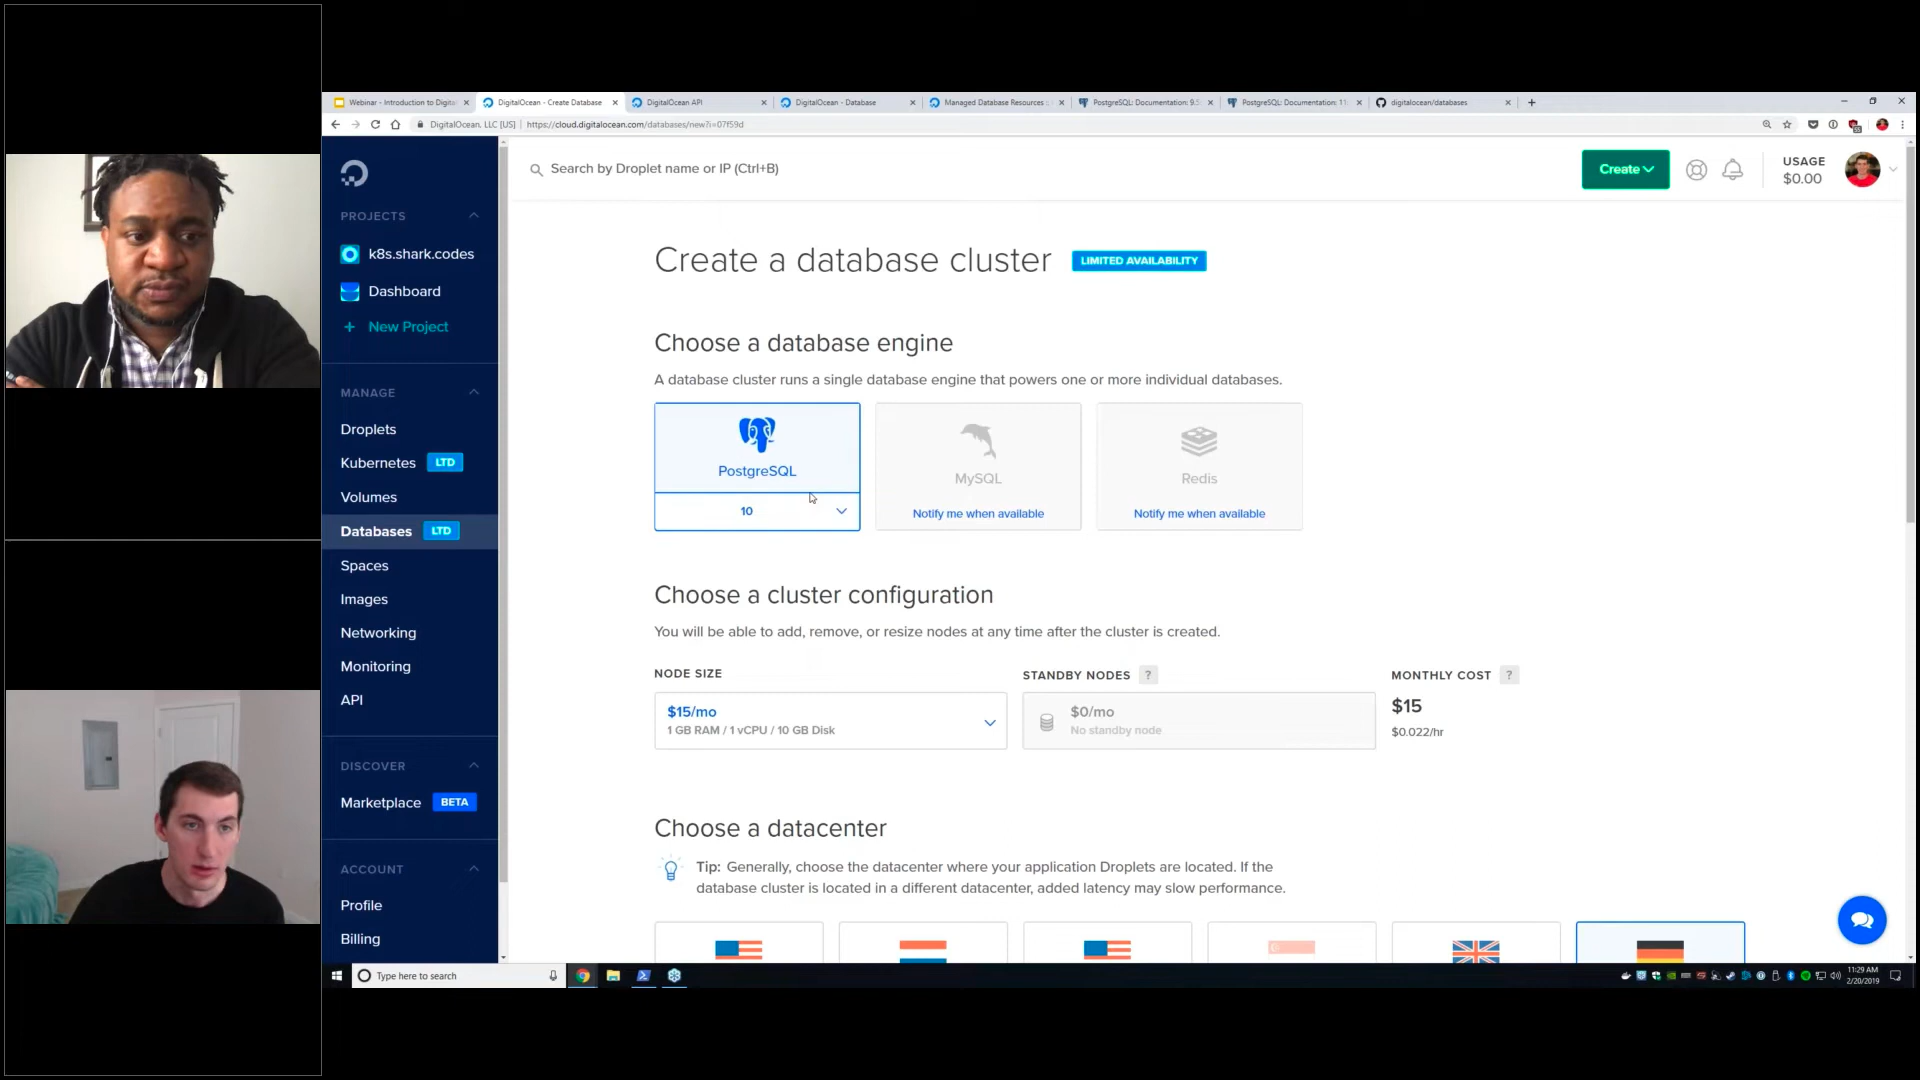 Webinar - Introduction to Digita
DigitalOcean - Create Database
DigitalOcean API
DigitalOcean - Database
Managed Database Resources ::
PostgreSQL: Documentation: 9.5:
PostgreSQL: Documentation: 11:
digitalocean/databases
DigitalOcean, LLC [US] | https://cloud.digitalocean.com/databases/new?i=07f59d
Search by Droplet name or IP (Ctrl+B)
Create
USAGE
$0.00
PROJECTS
k8s.shark.codes
Dashboard
+ New Project
MANAGE
Droplets
Kubernetes LTD
Volumes
Databases LTD
Spaces
Images
Networking
Monitoring
API
DISCOVER
Marketplace BETA
ACCOUNT
Profile
Billing
Create a database cluster LIMITED AVAILABILITY
Choose a database engine
A database cluster runs a single database engine that powers one or more individual databases.
PostgreSQL
10
MySQL
Notify me when available
Redis
Notify me when available
Choose a cluster configuration
You will be able to add, remove, or resize nodes at any time after the cluster is created.
NODE SIZE
$15/mo
1 GB RAM / 1 vCPU / 10 GB Disk
STANDBY NODES ?
$0/mo
No standby node
MONTHLY COST ?
$15
$0.022/hr
Choose a datacenter
Tip: Generally, choose the datacenter where your application Droplets are located. If the
database cluster is located in a different datacenter, added latency may slow performance.
Type here to search
11:29 AM
2/20/2019